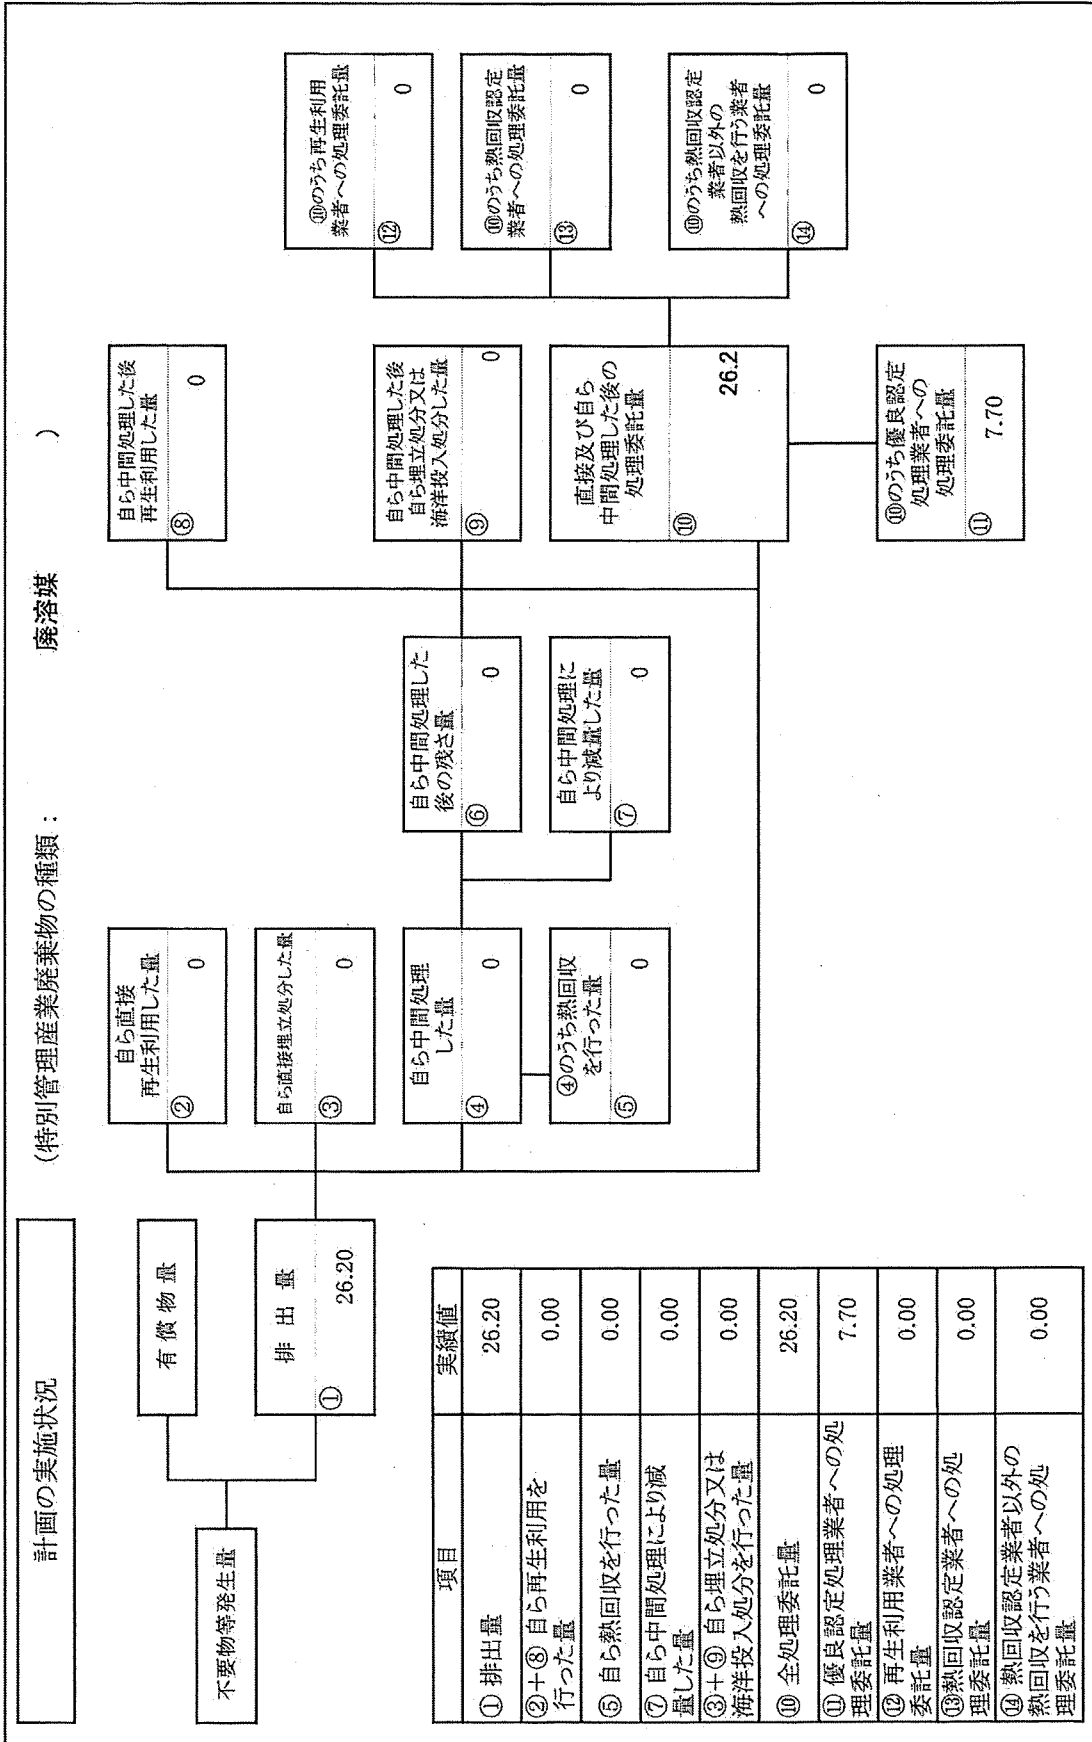 計画の実施状況
(特別管理産業廃棄物の種類： 廃溶媒 )
不要物等発生量
有償物量
排出量
① 26.20
自ら直接
再生利用した量
② 0
自ら直接埋立処分した量
③ 0
自ら中間処理
した量
④ 0
④のうち熱回収
を行った量
⑤ 0
自ら中間処理した
後の残さ量
⑥ 0
自ら中間処理に
より減量した量
⑦ 0
自ら中間処理した後
再生利用した量
⑧ 0
自ら中間処理した後
自ら埋立処分又は
海洋投入処分した量
⑨ 0
直接及び自ら
中間処理した後の
処理委託量
⑩ 26.2
⑩のうち優良認定
処理業者への
処理委託量
⑪ 7.70
⑩のうち再生利用
業者への処理委託量
⑫ 0
⑩のうち熱回収認定
業者への処理委託量
⑬ 0
⑩のうち熱回収認定
業者以外の
熱回収を行う業者
への処理委託量
⑭ 0
項目 実績値
① 排出量 26.20
②+⑧ 自ら再生利用を
行った量 0.00
⑤ 自ら熱回収を行った量 0.00
⑦ 自ら中間処理により減
量した量 0.00
③+⑨ 自ら埋立処分又は
海洋投入処分を行った量 0.00
⑩ 全処理委託量 26.20
⑪ 優良認定処理業者への処
理委託量 7.70
⑫ 再生利用業者への処理
委託量 0.00
⑬熱回収認定業者への処
理委託量 0.00
⑭ 熱回収認定業者以外の
熱回収を行う業者への処
理委託量 0.00